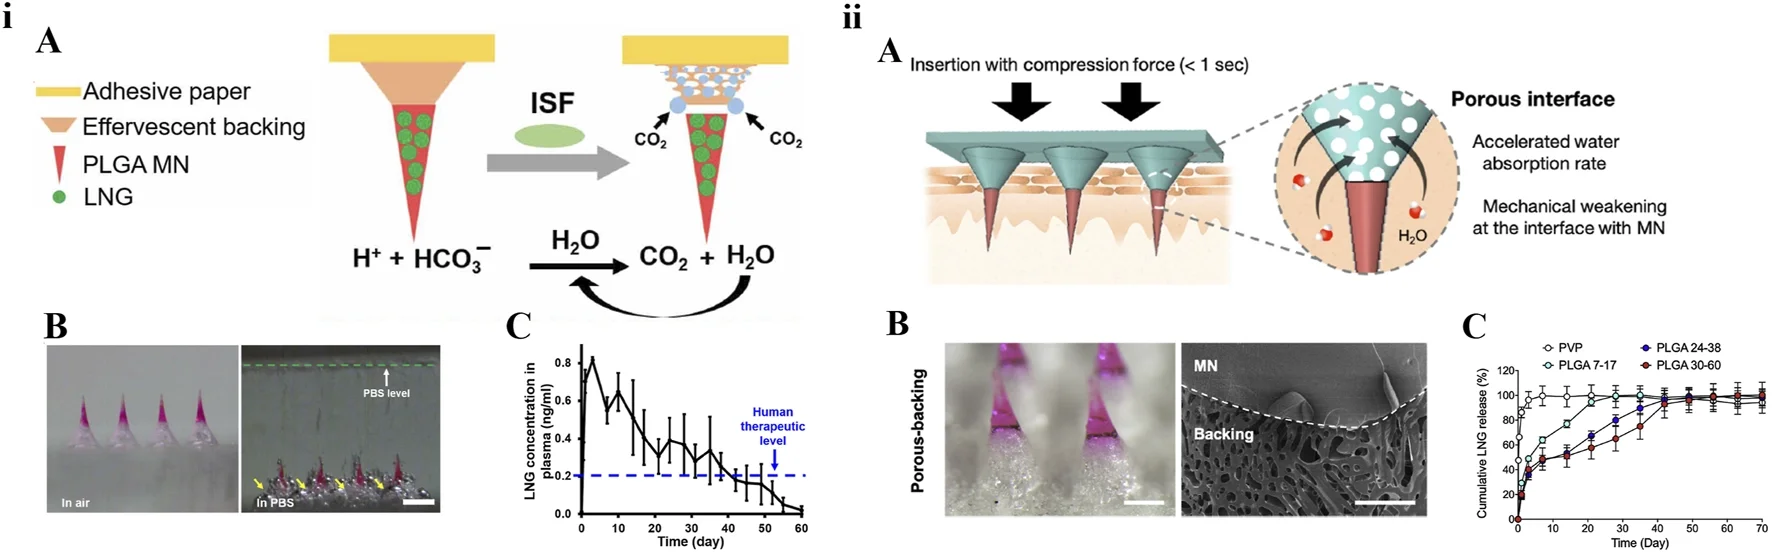 i
A
Adhesive paper
Effervescent backing
PLGA MN
LNG
ISF
CO₂
CO₂
H⁺ + HCO₃⁻
H₂O
CO₂ + H₂O
B
In air
PBS level
In PBS
C
LNG concentration in
plasma (ng/ml)
0.8
0.6
0.4
0.2
0.0
Human
therapeutic
level
0 10 20 30 40 50 60
Time (day)
ii
A
Insertion with compression force (< 1 sec)
Porous interface
Accelerated water
absorption rate
Mechanical weakening
at the interface with MN
H₂O
B
Porous-backing
MN
Backing
C
PVP
PLGA 7-17
PLGA 24-38
PLGA 30-60
Cumulative LNG release (%)
120
100
80
60
40
20
0
0 10 20 30 40 50 60 70
Time (Day)